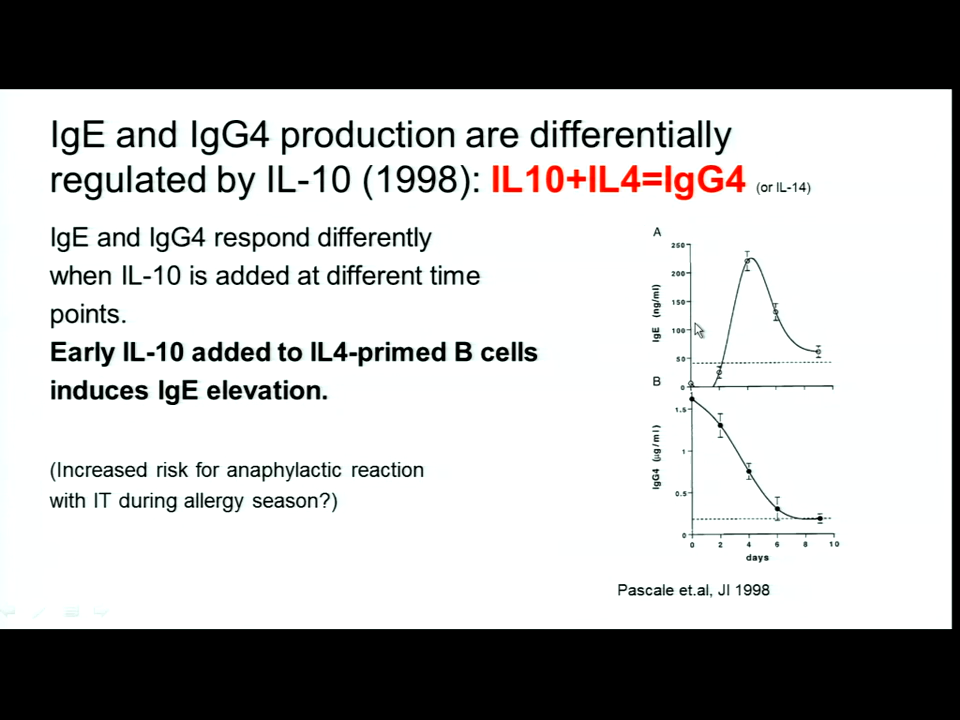 IgE and IgG4 production are differentially
regulated by IL-10 (1998): IL10+IL4=IgG4 (or IL-14)
IgE and IgG4 respond differently
when IL-10 is added at different time
points.
Early IL-10 added to IL4-primed B cells
induces IgE elevation.
(Increased risk for anaphylactic reaction
with IT during allergy season?)
A
250
200
150
100
50
0
IgE (ng/ml)
B
1.5
1
0.5
0
IgG4 (µg/ml)
0 2 4 6 8 10
days
Pascale et.al, JI 1998